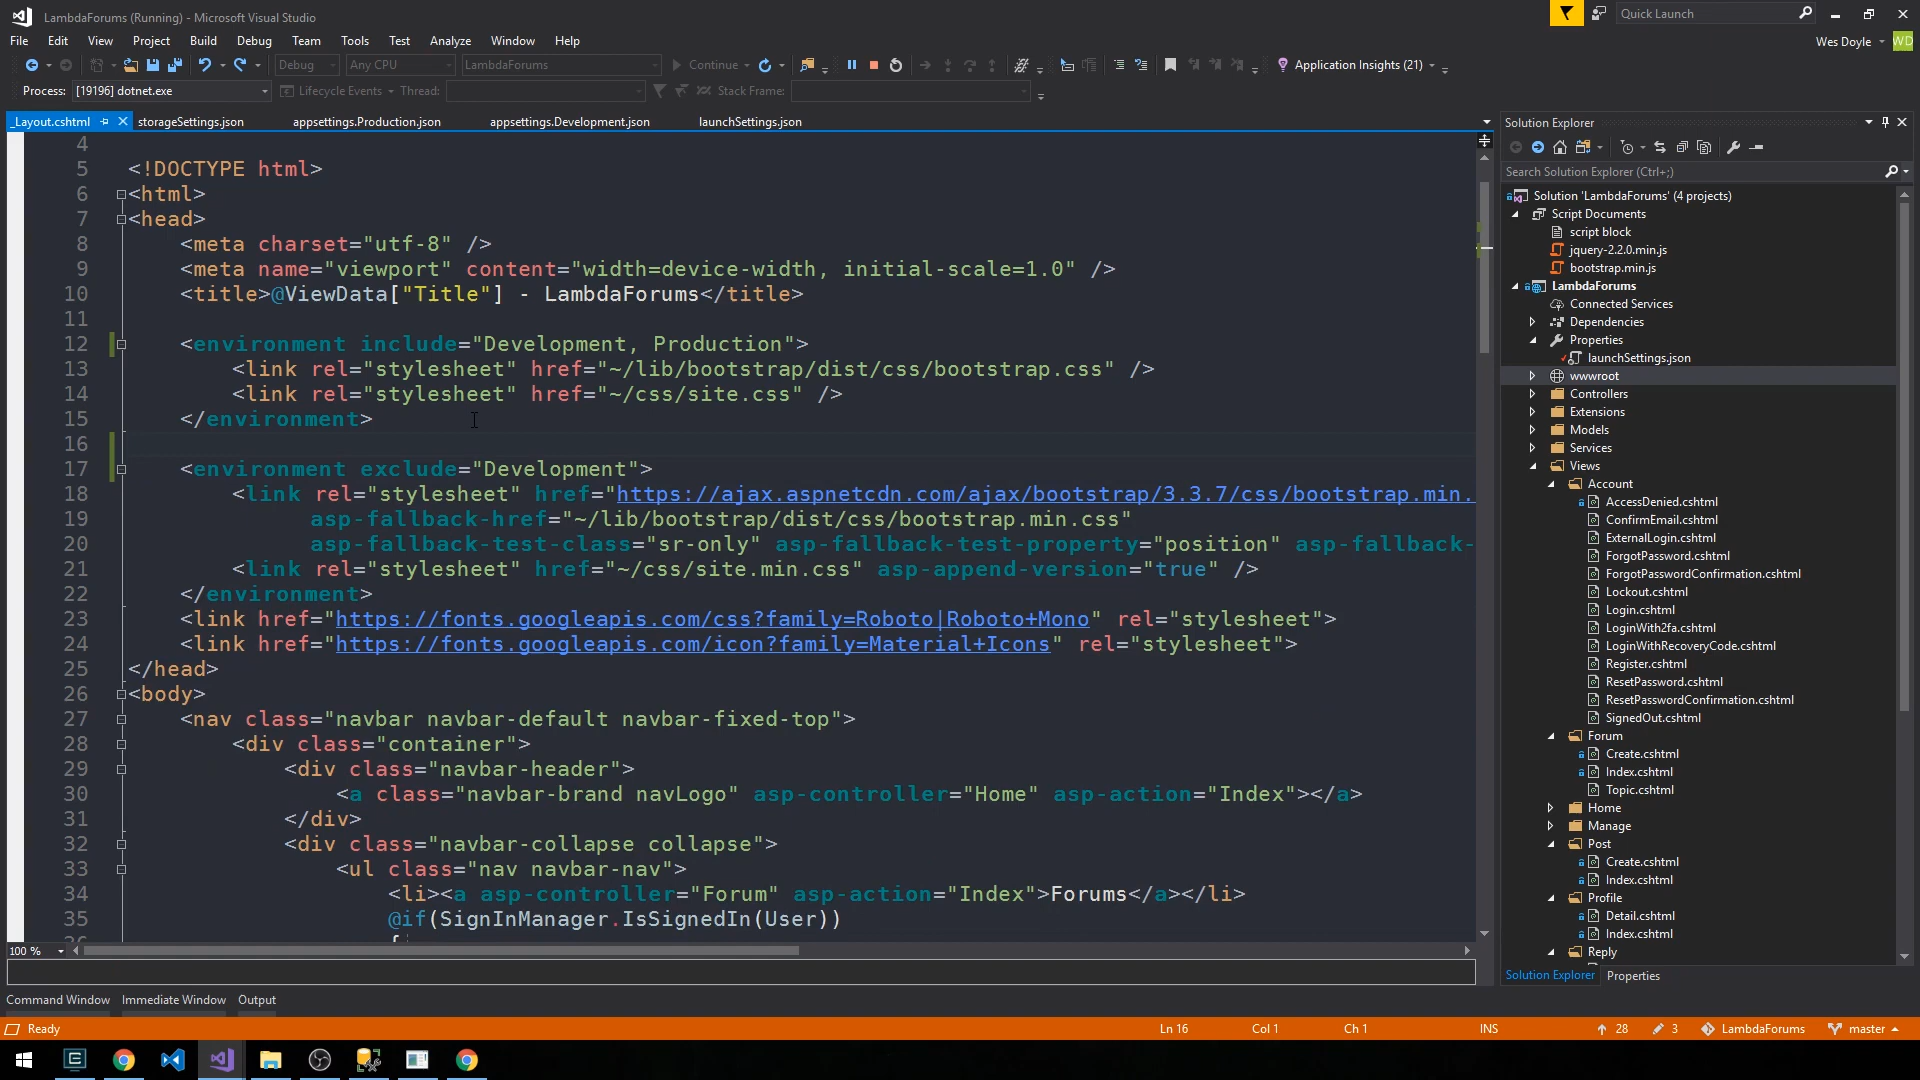 LambdaForums (Running) - Microsoft Visual Studio
Quick Launch
File Edit View Project Build Debug Team Tools Test Analyze Window Help
Wes Doyle WD
Debug Any CPU LambdaForums Continue Application Insights (21)
Process: [19196] dotnet.exe Lifecycle Events Thread: Stack Frame:
_Layout.cshtml storageSettings.json appsettings.Production.json appsettings.Development.json launchSettings.json
4
5 <!DOCTYPE html>
6 <html>
7 <head>
8 <meta charset="utf-8" />
9 <meta name="viewport" content="width=device-width, initial-scale=1.0" />
10 <title>@ViewData["Title"] - LambdaForums</title>
11
12 <environment include="Development, Production">
13 <link rel="stylesheet" href="~/lib/bootstrap/dist/css/bootstrap.css" />
14 <link rel="stylesheet" href="~/css/site.css" />
15 </environment>
16
17 <environment exclude="Development">
18 <link rel="stylesheet" href="https://ajax.aspnetcdn.com/ajax/bootstrap/3.3.7/css/bootstrap.min.
19 asp-fallback-href="~/lib/bootstrap/dist/css/bootstrap.min.css"
20 asp-fallback-test-class="sr-only" asp-fallback-test-property="position" asp-fallback-
21 <link rel="stylesheet" href="~/css/site.min.css" asp-append-version="true" />
22 </environment>
23 <link href="https://fonts.googleapis.com/css?family=Roboto|Roboto+Mono" rel="stylesheet">
24 <link href="https://fonts.googleapis.com/icon?family=Material+Icons" rel="stylesheet">
25 </head>
26 <body>
27 <nav class="navbar navbar-default navbar-fixed-top">
28 <div class="container">
29 <div class="navbar-header">
30 <a class="navbar-brand navLogo" asp-controller="Home" asp-action="Index"></a>
31 </div>
32 <div class="navbar-collapse collapse">
33 <ul class="nav navbar-nav">
34 <li><a asp-controller="Forum" asp-action="Index">Forums</a></li>
35 @if(SignInManager.IsSignedIn(User))
100 %
Command Window Immediate Window Output
Solution Explorer
Search Solution Explorer (Ctrl+;)
Solution 'LambdaForums' (4 projects)
Script Documents
script block
jquery-2.2.0.min.js
bootstrap.min.js
LambdaForums
Connected Services
Dependencies
Properties
launchSettings.json
wwwroot
Controllers
Extensions
Models
Services
Views
Account
AccessDenied.cshtml
ConfirmEmail.cshtml
ExternalLogin.cshtml
ForgotPassword.cshtml
ForgotPasswordConfirmation.cshtml
Lockout.cshtml
Login.cshtml
LoginWith2fa.cshtml
LoginWithRecoveryCode.cshtml
Register.cshtml
ResetPassword.cshtml
ResetPasswordConfirmation.cshtml
SignedOut.cshtml
Forum
Create.cshtml
Index.cshtml
Topic.cshtml
Home
Manage
Post
Create.cshtml
Index.cshtml
Profile
Detail.cshtml
Index.cshtml
Reply
Solution Explorer Properties
Ready Ln 16 Col 1 Ch 1 INS 28 3 LambdaForums master